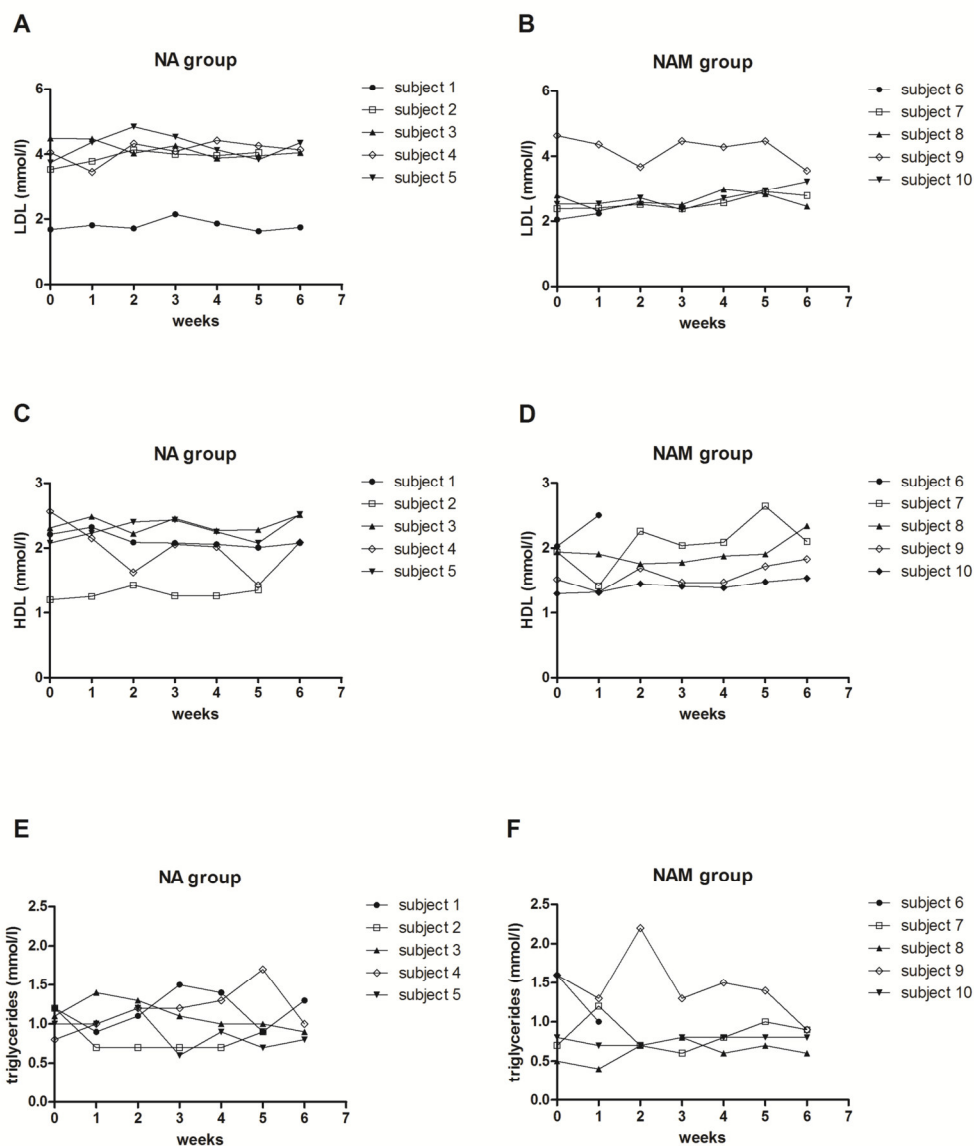 A
NA group
LDL (mmol/l)
6
4
2
0
0 1 2 3 4 5 6 7
weeks
subject 1
subject 2
subject 3
subject 4
subject 5
B
NAM group
LDL (mmol/l)
6
4
2
0
0 1 2 3 4 5 6 7
weeks
subject 6
subject 7
subject 8
subject 9
subject 10
C
NA group
HDL (mmol/l)
3
2
1
0
0 1 2 3 4 5 6 7
weeks
subject 1
subject 2
subject 3
subject 4
subject 5
D
NAM group
HDL (mmol/l)
3
2
1
0
0 1 2 3 4 5 6 7
weeks
subject 6
subject 7
subject 8
subject 9
subject 10
E
NA group
triglycerides (mmol/l)
2.5
2.0
1.5
1.0
0.5
0.0
0 1 2 3 4 5 6 7
weeks
subject 1
subject 2
subject 3
subject 4
subject 5
F
NAM group
triglycerides (mmol/l)
2.5
2.0
1.5
1.0
0.5
0.0
0 1 2 3 4 5 6 7
weeks
subject 6
subject 7
subject 8
subject 9
subject 10